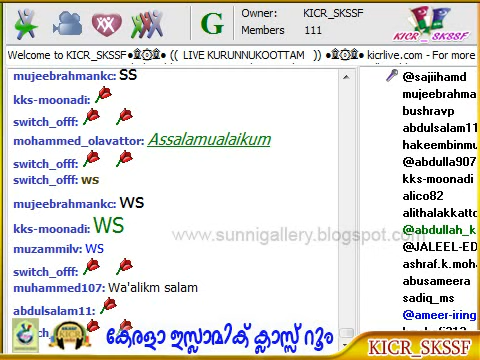 Owner: KICR_SKSSF
Members 111
G
KICR_SKSSF
Welcome to KICR_SKSSF●۩۞۩● (( LIVE KURUNNUKOOTTAM )) ●۩۞۩● kicrlive.com - For more
mujeebrahmankc: SS
kks-moonadi:
switch_offf:
mohammed_olavattor: Assalamualaikum
switch_offf:
switch_offf: ws
mujeebrahmankc: WS
kks-moonadi: WS
muzammilv: WS
switch_offf:
muhammed107: Wa'alikm salam
abdulsalam11:
switch_offf:
@sajiihamd
mujeebrahma
bushravp
abdulsalam11
hakeembinmu
@abdulla907
kks-moonadi
alico82
alithalakkatto
@abdullah_k
@JALEEL-ED
ashraf.k.moha
abusameera
sadiq_ms
@ameer-iring
www.sunnigallery.blogspot.com
കേരളാ ഇസ്ലാമിക് ക്ലാസ്സ് റൂം
KICR_SKSSF